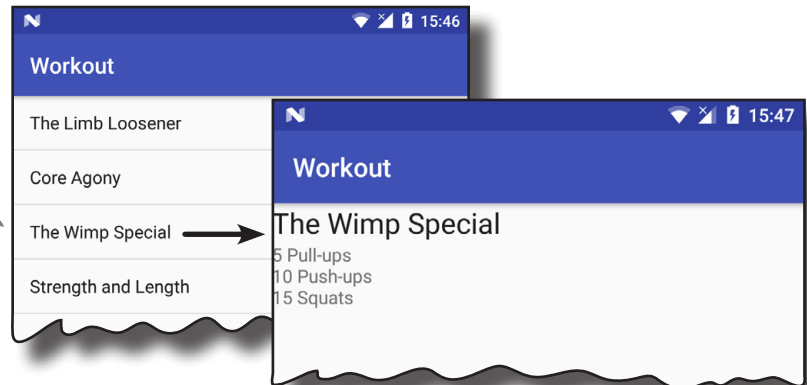 15:46
Workout
The Limb Loosener
Core Agony
The Wimp Special
Strength and Length
15:47
Workout
The Wimp Special
5 Pull-ups
10 Push-ups
15 Squats